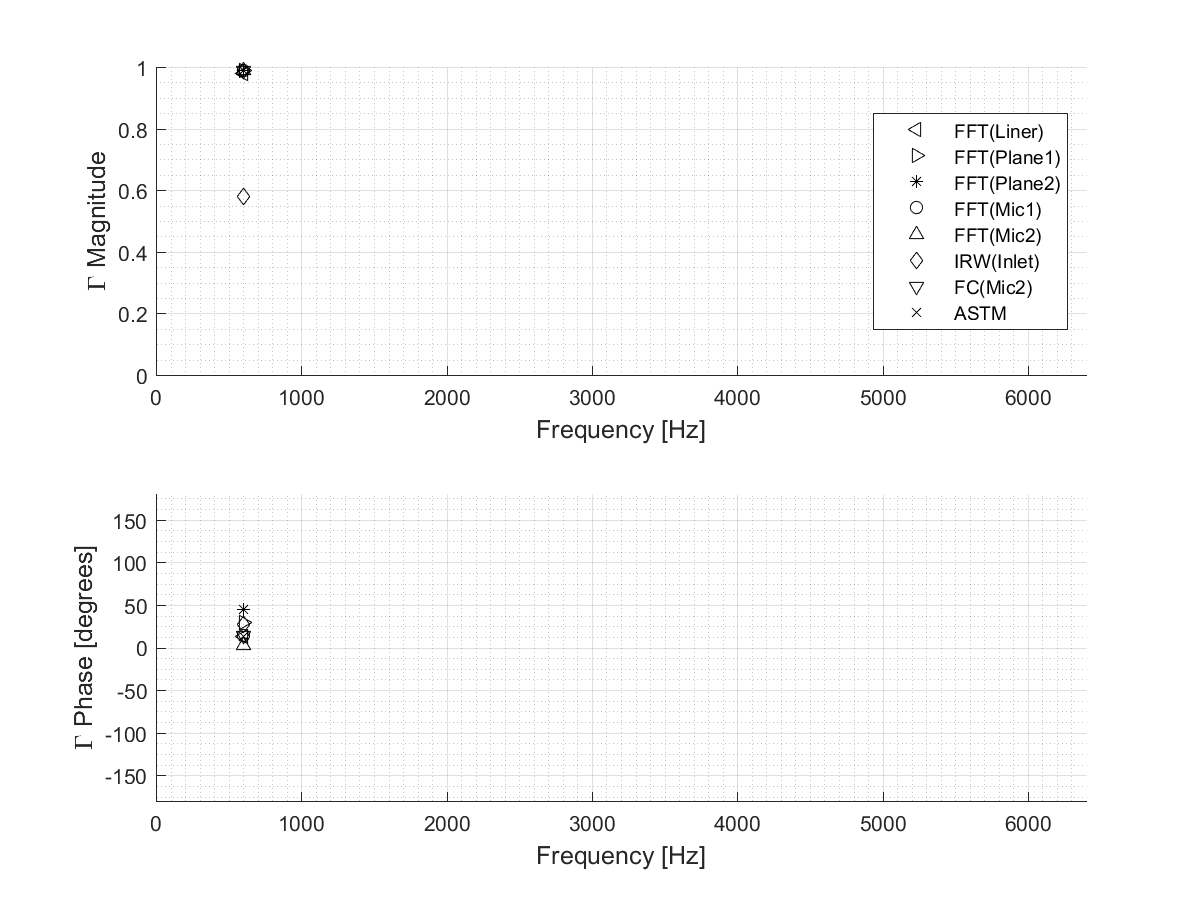 1
0.8
0.6
0.4
0.2
0
Γ Magnitude
0 1000 2000 3000 4000 5000 6000
Frequency [Hz]
FFT(Liner)
FFT(Plane1)
FFT(Plane2)
FFT(Mic1)
FFT(Mic2)
IRW(Inlet)
FC(Mic2)
ASTM
150
100
50
0
-50
-100
-150
Γ Phase [degrees]
0 1000 2000 3000 4000 5000 6000
Frequency [Hz]